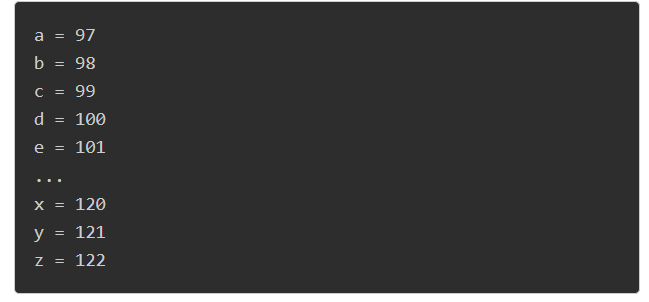 a = 97
b = 98
c = 99
d = 100
e = 101
...
x = 120
y = 121
z = 122